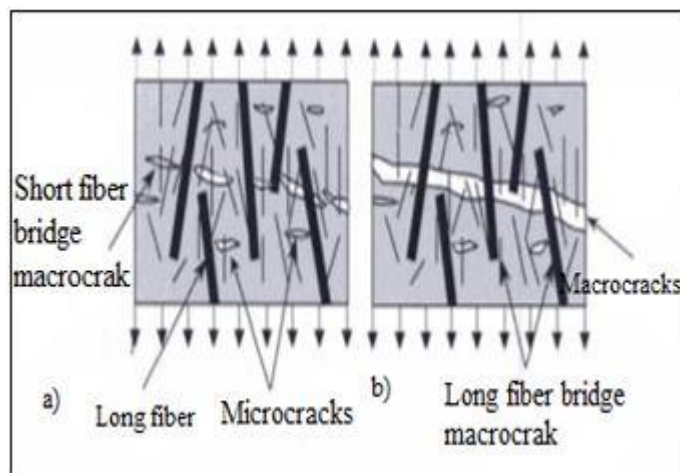 Short fiber
bridge
macrocrak
Macrocracks
a)
Long fiber
Microcracks
b)
Long fiber bridge
macrocrak